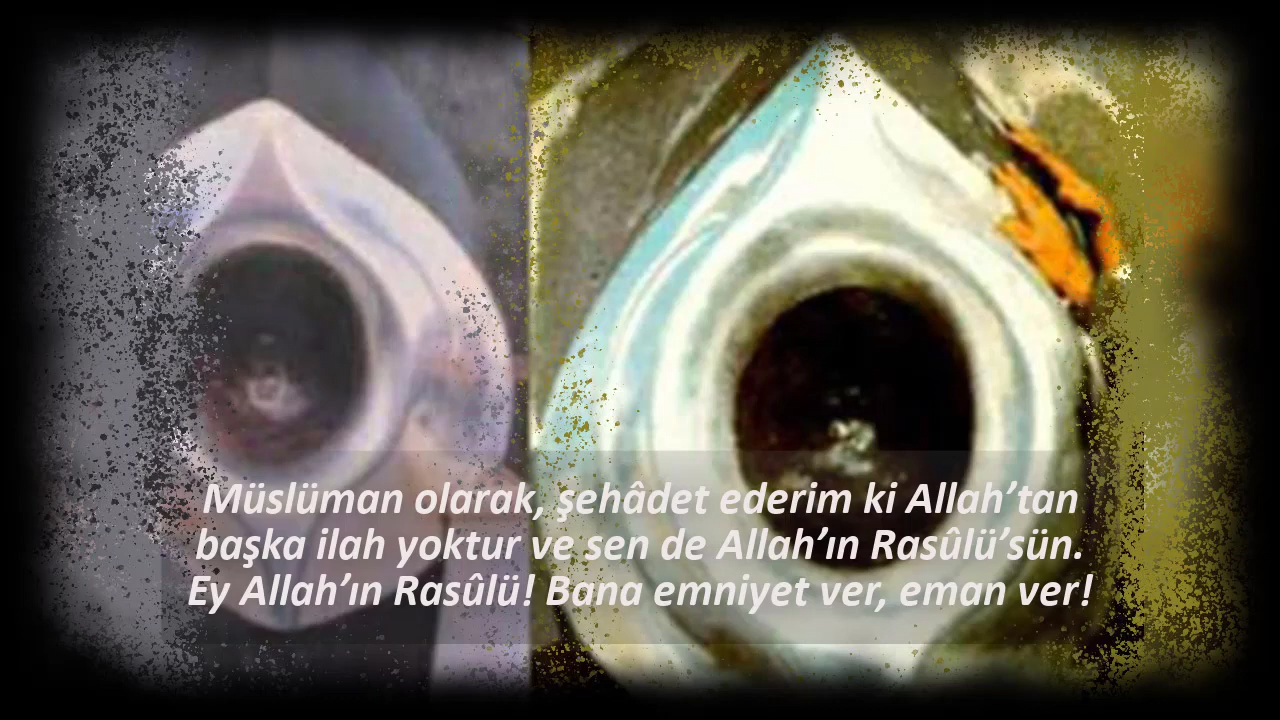 Müslüman olarak, şehâdet ederim ki Allah’tan
başka ilah yoktur ve sen de Allah’ın Rasûlü’sün.
Ey Allah’ın Rasûlü! Bana emniyet ver, eman ver!